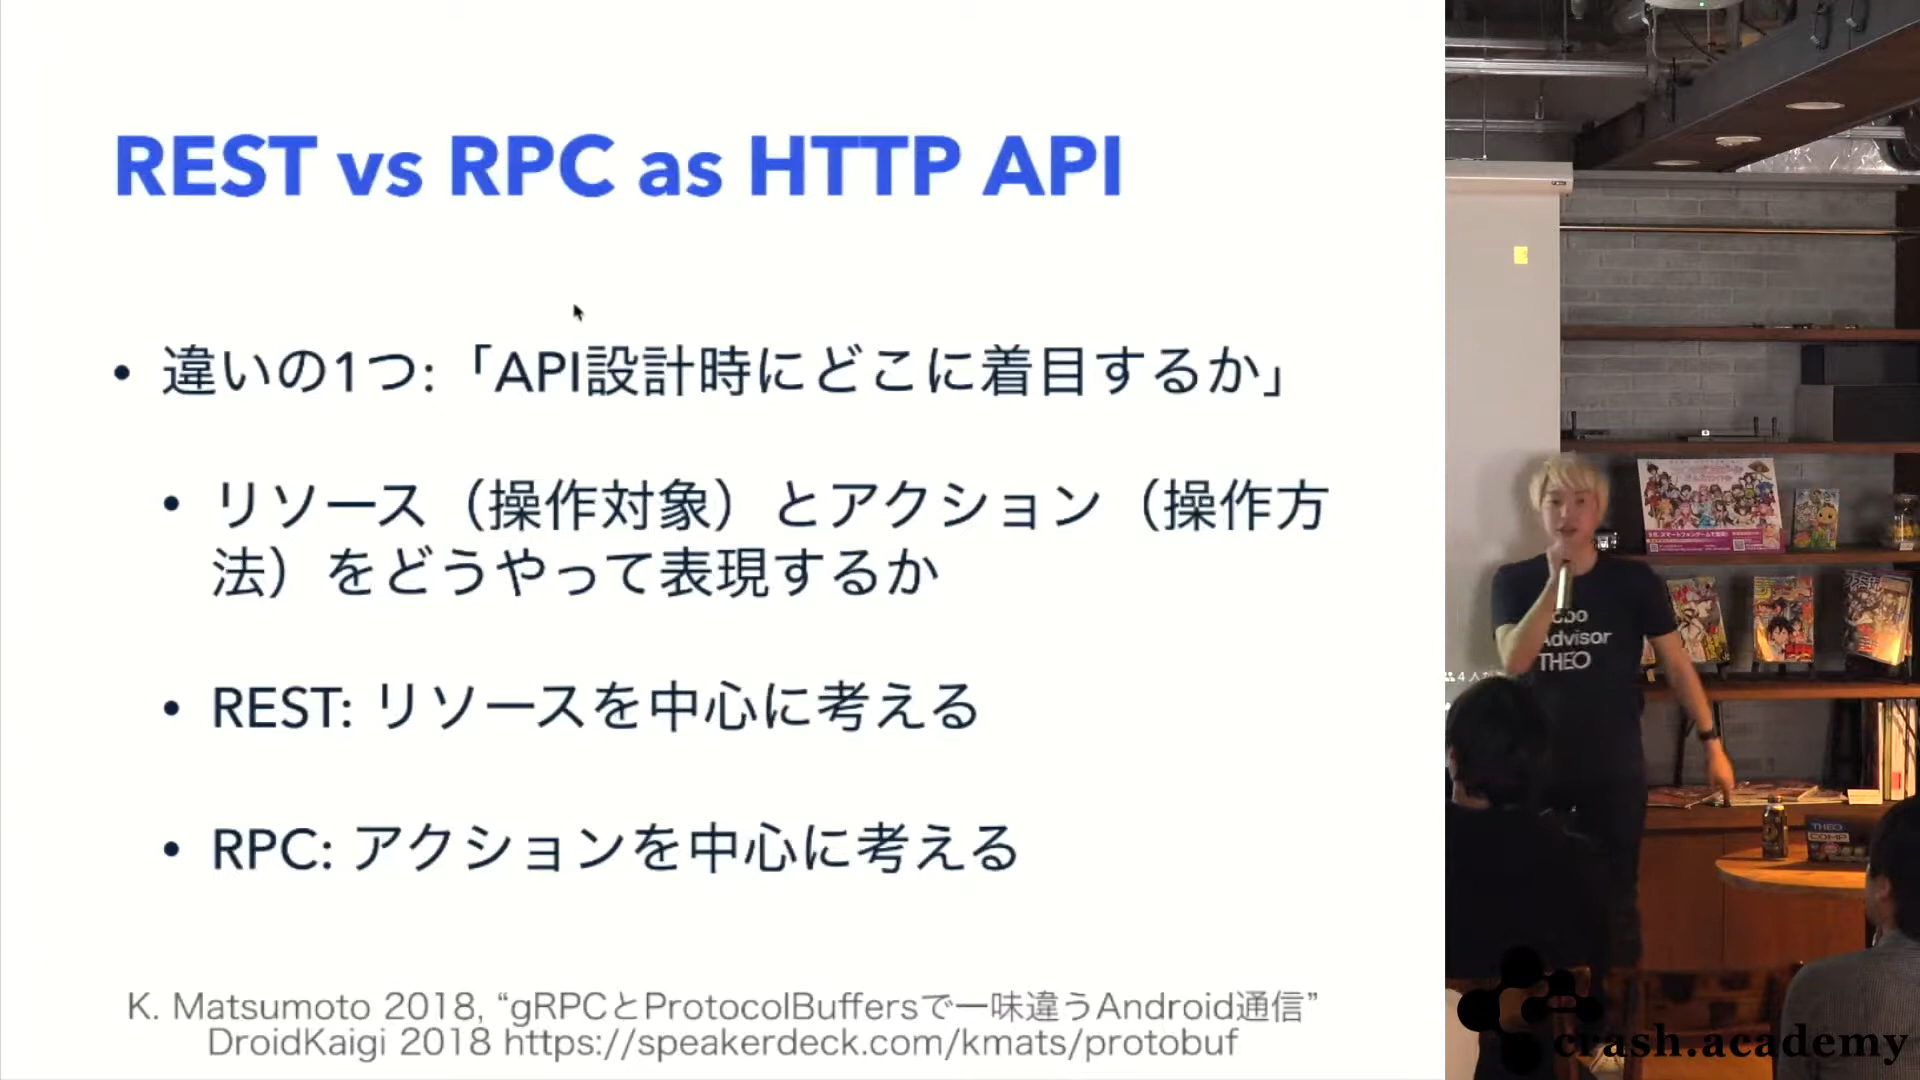 REST vs RPC as HTTP API
• 違いの1つ:「API設計時にどこに着目するか」
• リソース（操作対象）とアクション（操作方
法）をどうやって表現するか
• REST: リソースを中心に考える
• RPC: アクションを中心に考える
K. Matsumoto 2018, “gRPCとProtocolBuffersで一味違うAndroid通信”
DroidKaigi 2018 https://speakerdeck.com/kmats/protobuf
Advisor
THEO
4 人
THEO
crash.academy